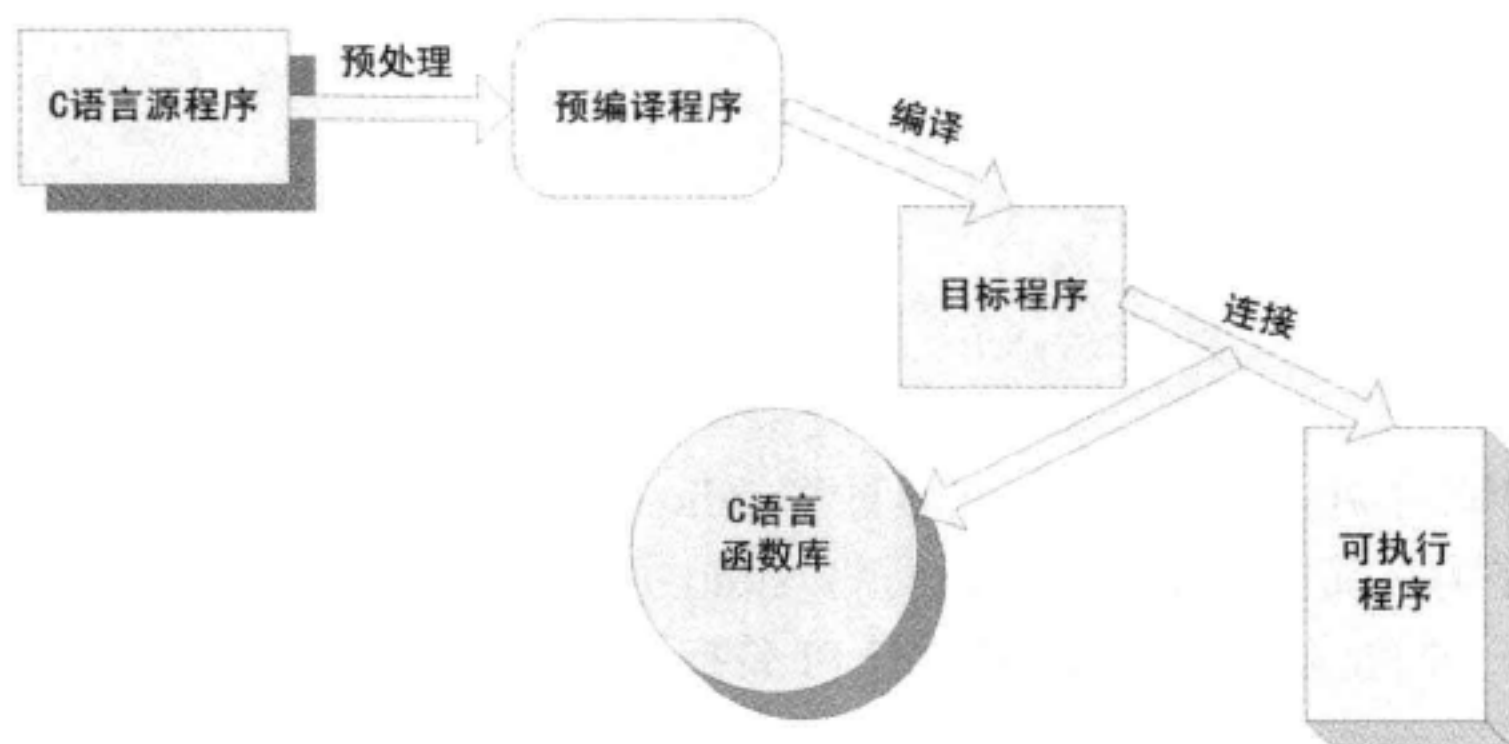 C语言源程序
预处理
预编译程序
编译
目标程序
连接
C语言
函数库
可执行
程序